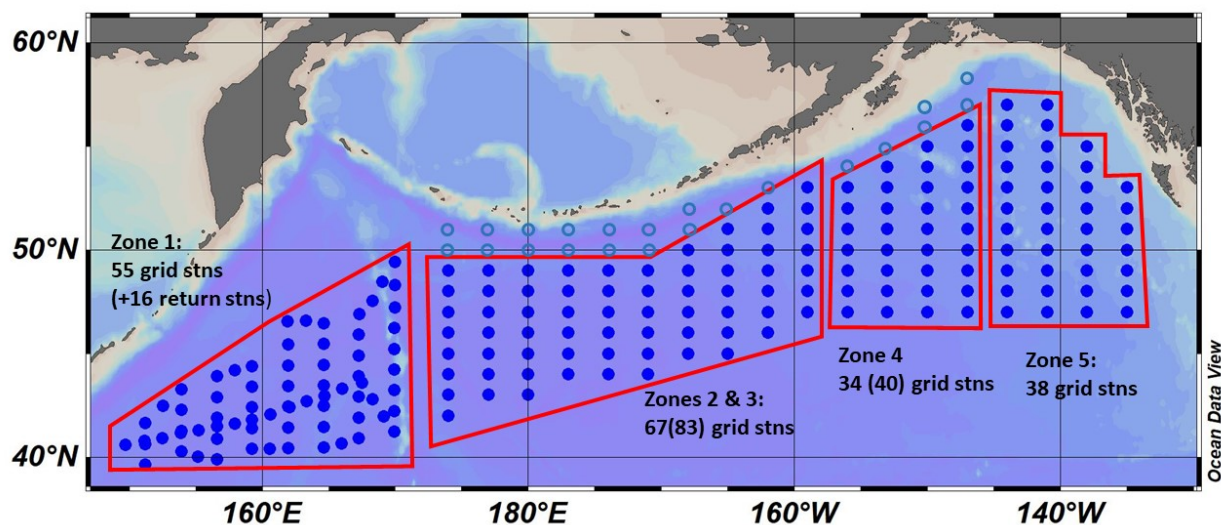 60°N
50°N
40°N
Zone 1:
55 grid stns
(+16 return stns)
Zones 2 & 3:
67(83) grid stns
Zone 4
34 (40) grid stns
Zone 5:
38 grid stns
160°E
180°E
160°W
140°W
Ocean Data View